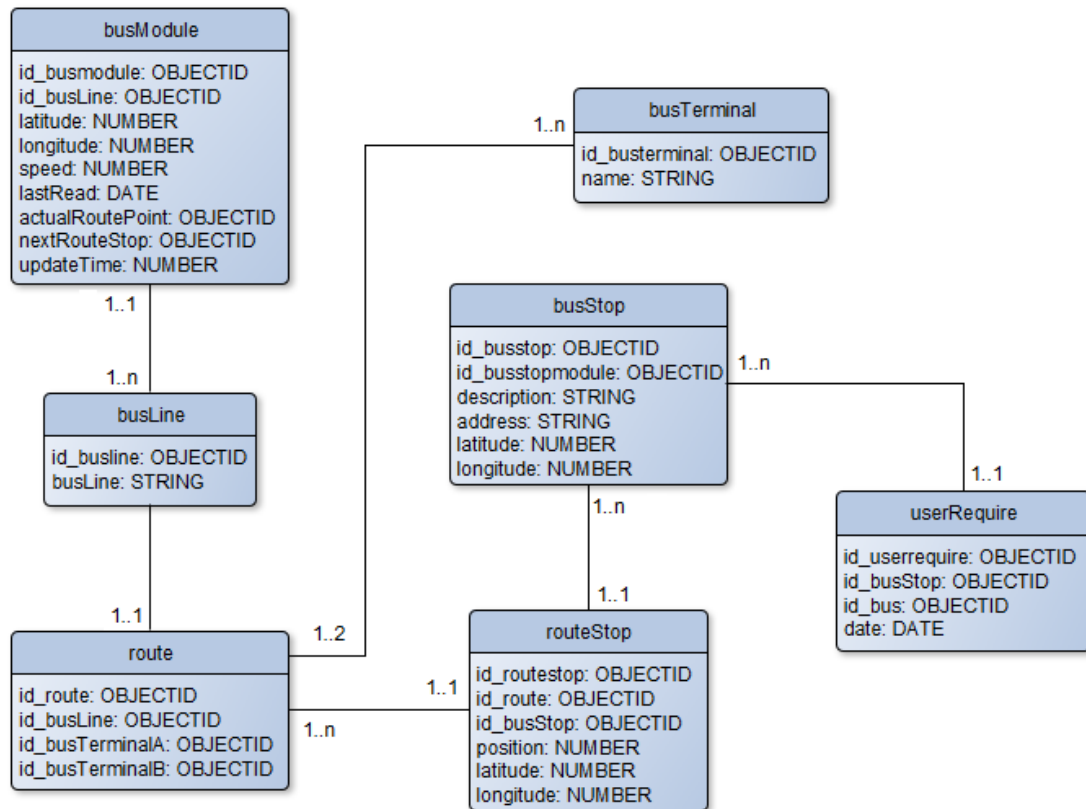 busModule
id_busmodule: OBJECTID
id_busLine: OBJECTID
latitude: NUMBER
longitude: NUMBER
speed: NUMBER
lastRead: DATE
actualRoutePoint: OBJECTID
nextRouteStop: OBJECTID
updateTime: NUMBER
1..1
1..n
busLine
id_busline: OBJECTID
busLine: STRING
1..1
route
id_route: OBJECTID
id_busLine: OBJECTID
id_busTerminalA: OBJECTID
id_busTerminalB: OBJECTID
1..2
1..n
busTerminal
id_busterminal: OBJECTID
name: STRING
1..n
busStop
id_busstop: OBJECTID
id_busstopmodule: OBJECTID
description: STRING
address: STRING
latitude: NUMBER
longitude: NUMBER
1..n
1..n
1..1
1..1
routeStop
id_routestop: OBJECTID
id_route: OBJECTID
id_busStop: OBJECTID
position: NUMBER
latitude: NUMBER
longitude: NUMBER
1..1
userRequire
id_userrequire: OBJECTID
id_busStop: OBJECTID
id_bus: OBJECTID
date: DATE